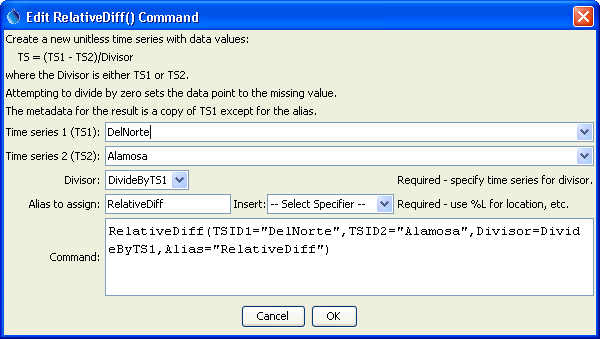 Edit RelativeDiff() Command
Create a new unitless time series with data values:
TS = (TS1 - TS2)/Divisor
where the Divisor is either TS1 or TS2.
Attempting to divide by zero sets the data point to the missing value.
The metadata for the result is a copy of TS1 except for the alias.
Time series 1 (TS1): DelNorte
Time series 2 (TS2): Alamosa
Divisor: DivideByTS1 Required - specify time series for divisor.
Alias to assign: RelativeDiff Insert: -- Select Specifier -- Required - use %L for location, etc.
RelativeDiff(TSID1="DelNorte",TSID2="Alamosa",Divisor=Divid
Command: eByTS1,Alias="RelativeDiff")
Cancel OK